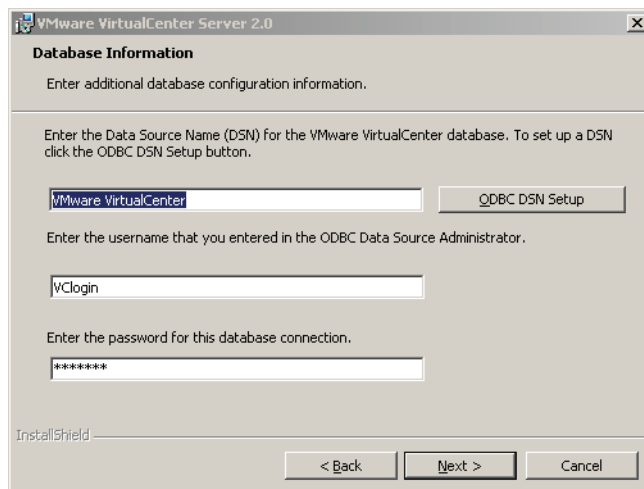 VMware VirtualCenter Server 2.0
Database Information
Enter additional database configuration information.
Enter the Data Source Name (DSN) for the VMware VirtualCenter database. To set up a DSN
click the ODBC DSN Setup button.
VMware VirtualCenter
ODBC DSN Setup
Enter the username that you entered in the ODBC Data Source Administrator.
VClogin
Enter the password for this database connection.
*******
InstallShield
< Back
Next >
Cancel